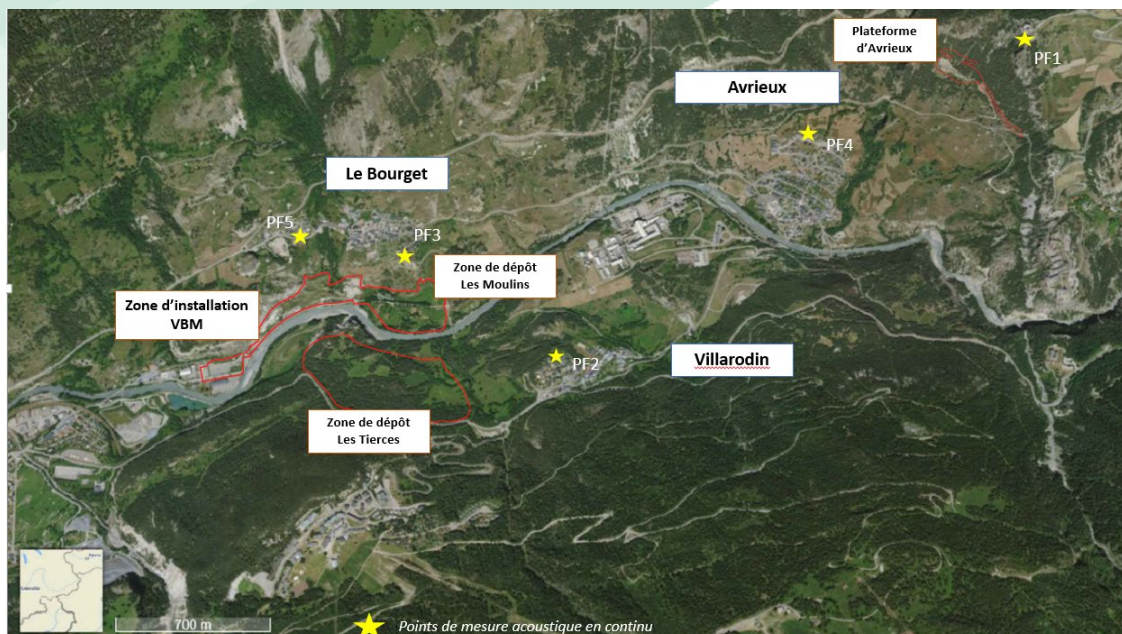 Plateforme
d'Avrieux
PF1
Avrieux
PF4
Le Bourget
PF5
PF3
Zone de dépôt
Les Moulins
Zone d'installation
VBM
PF2
Villarodin
Zone de dépôt
Les Tierces
700 m
Points de mesure acoustique en continu